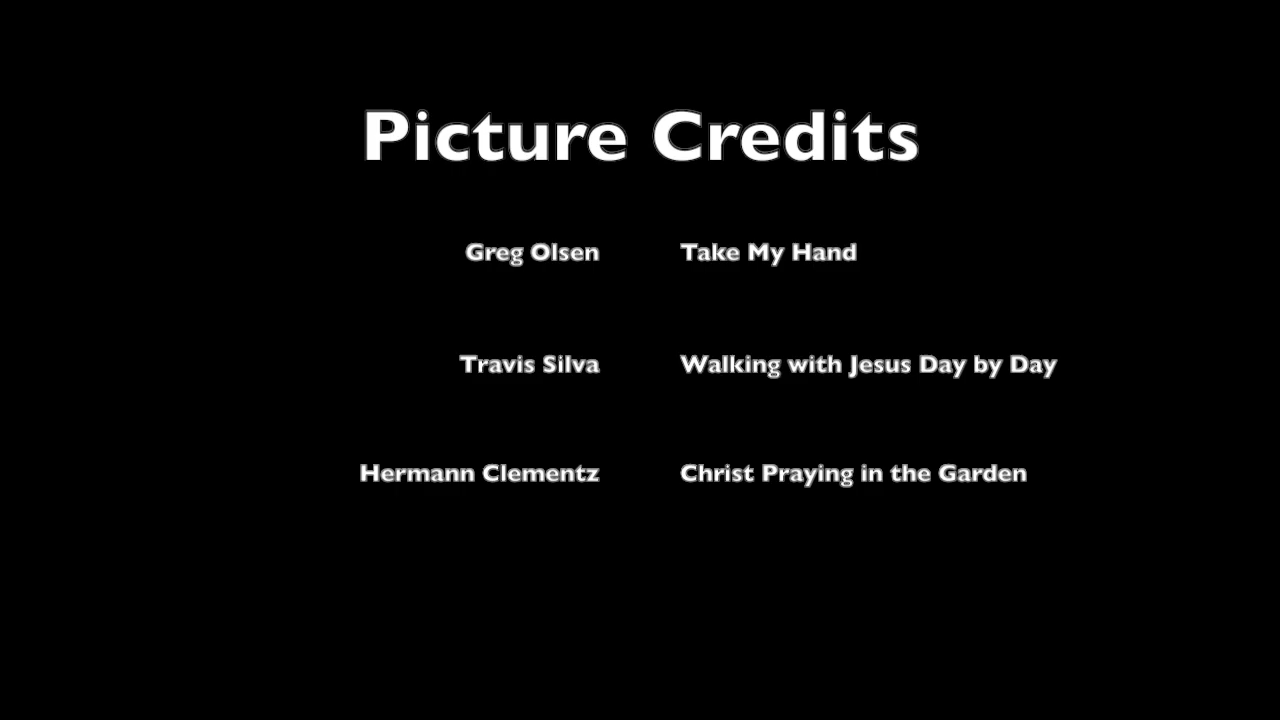 Picture Credits
Greg Olsen Take My Hand
Travis Silva Walking with Jesus Day by Day
Hermann Clementz Christ Praying in the Garden